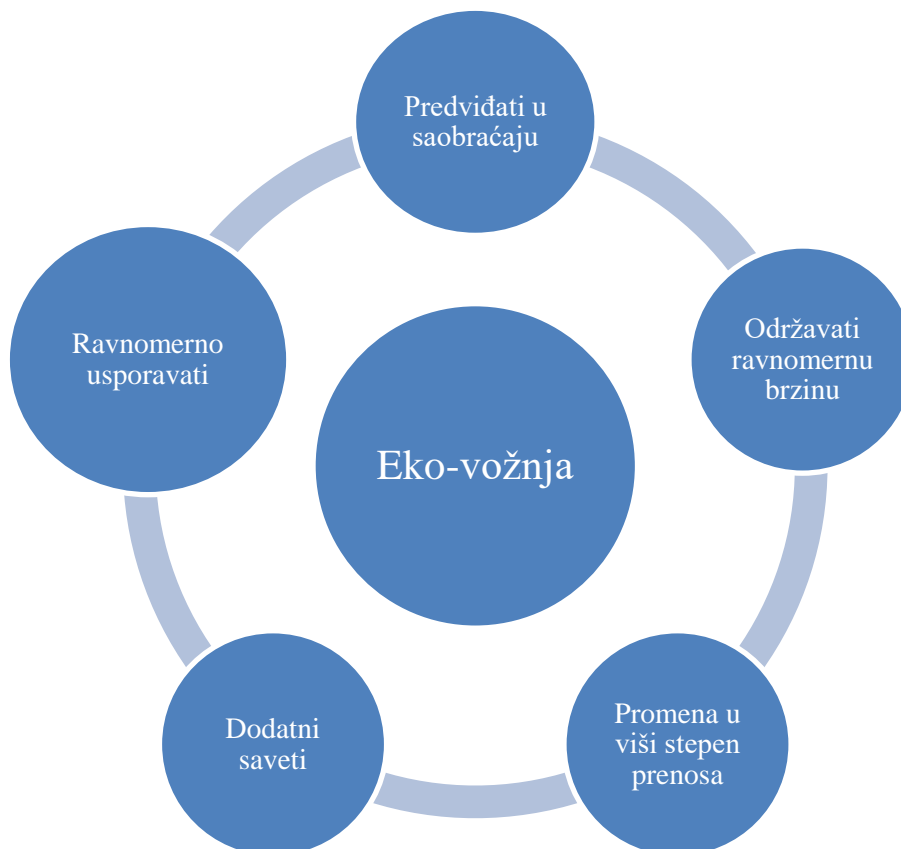 Predviđati u
saobraćaju
Održavati
ravnomernu
brzinu
Promena u
viši stepen
prenosa
Dodatni
saveti
Ravnomerno
usporavati
Eko-vožnja